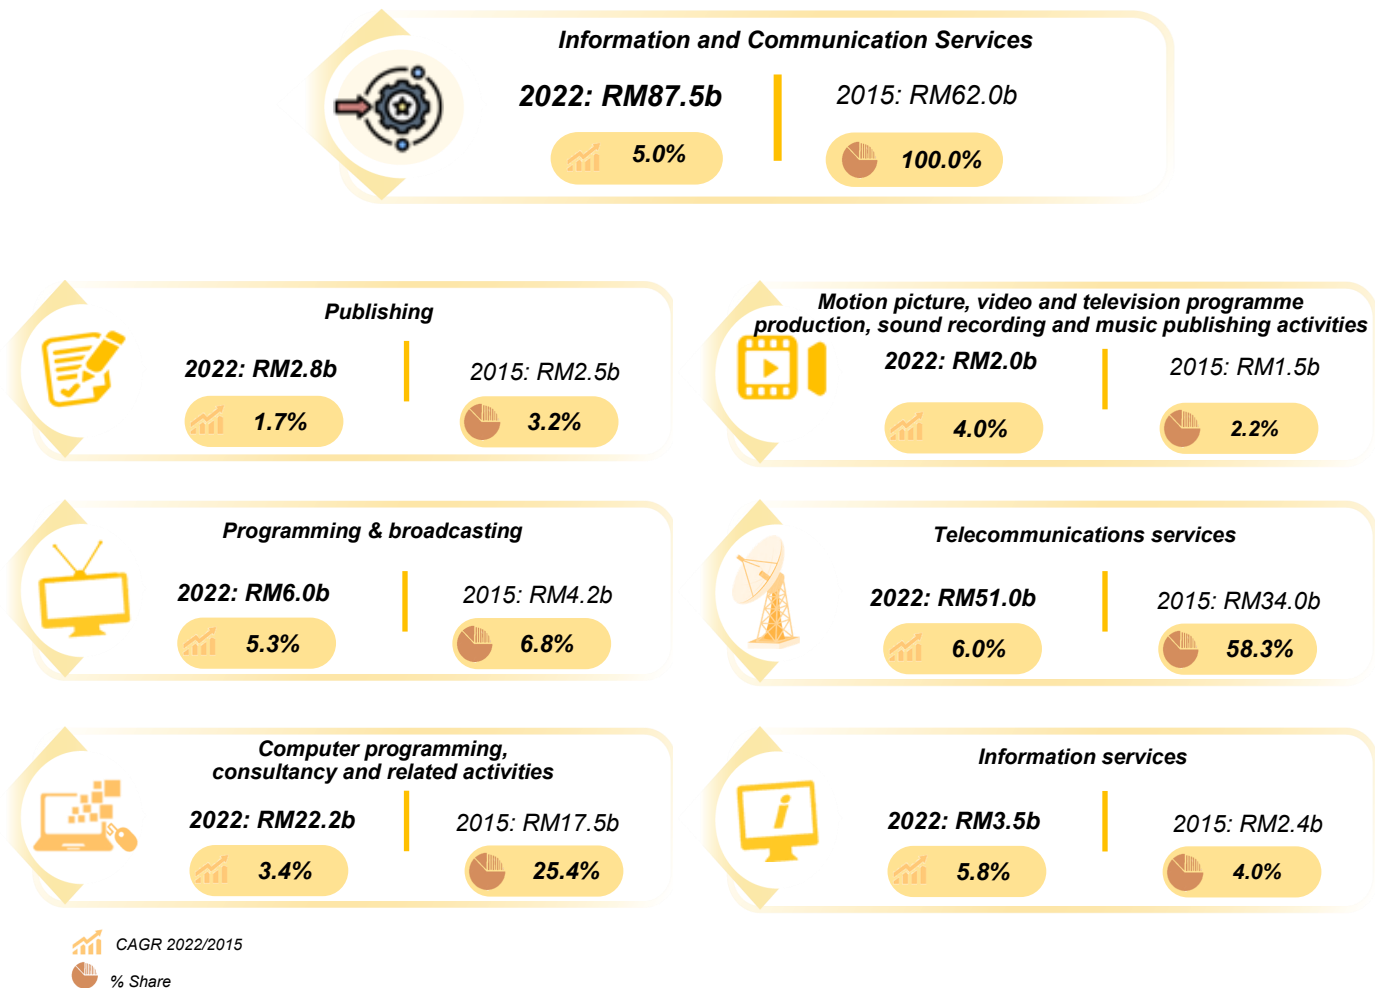 Information and Communication Services
2022: RM87.5b
2015: RM62.0b
5.0%
100.0%
Publishing
2022: RM2.8b
2015: RM2.5b
1.7%
3.2%
Motion picture, video and television programme
production, sound recording and music publishing activities
2022: RM2.0b
2015: RM1.5b
4.0%
2.2%
Programming & broadcasting
2022: RM6.0b
2015: RM4.2b
5.3%
6.8%
Telecommunications services
2022: RM51.0b
2015: RM34.0b
6.0%
58.3%
Computer programming,
consultancy and related activities
2022: RM22.2b
2015: RM17.5b
3.4%
25.4%
Information services
2022: RM3.5b
2015: RM2.4b
5.8%
4.0%
CAGR 2022/2015
% Share